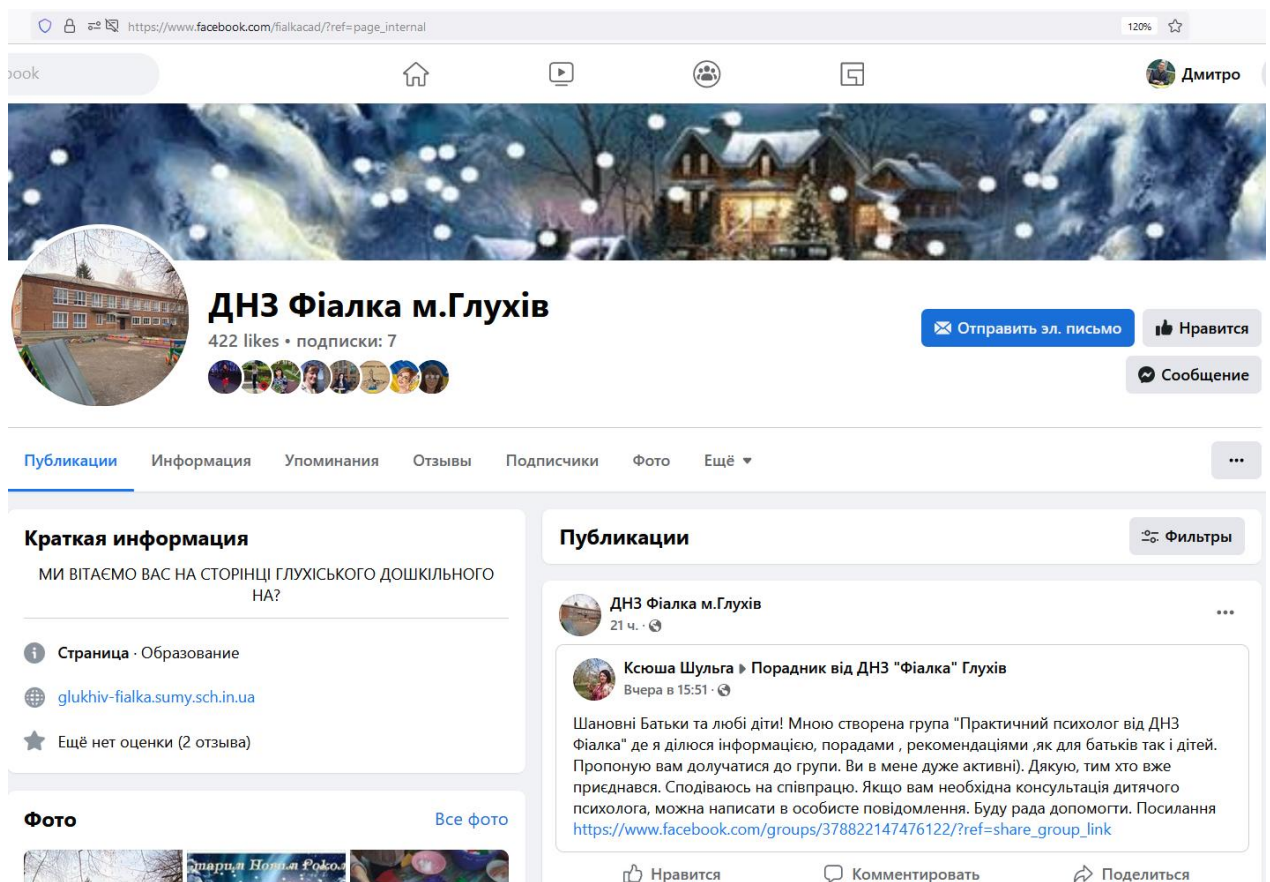 https://www.facebook.com/fialkacad/?ref=page_internal
120%
book
Дмитро
ДНЗ Фіалка м.Глухів
422 likes • подписки: 7
Отправить эл. письмо
Нравится
Сообщение
Публикации
Информация
Упоминания
Отзывы
Подписчики
Фото
Ещё
Краткая информация
МИ ВІТАЄМО ВАС НА СТОРІНЦІ ГЛУХІСЬКОГО ДОШКІЛЬНОГО
НА?
Страница · Образование
glukhiv-fialka.sumy.sch.in.ua
Ещё нет оценки (2 отзыва)
Фото
Все фото
Публикации
Фильтры
ДНЗ Фіалка м.Глухів
21 ч. ·
Ксюша Шульга ▸ Порадник від ДНЗ "Фіалка" Глухів
Вчера в 15:51 ·
Шановні Батьки та любі діти! Мною створена група "Практичний психолог від ДНЗ
Фіалка" де я ділюся інформацією, порадами , рекомендаціями ,як для батьків так і дітей.
Пропоную вам долучатися до групи. Ви в мене дуже активні). Дякую, тим хто вже
приєднався. Сподіваюсь на співпрацю. Якщо вам необхідна консультація дитячого
психолога, можна написати в особисте повідомлення. Буду рада допомогти. Посилання
https://www.facebook.com/groups/378822147476122/?ref=share_group_link
Нравится
Комментировать
Поделиться